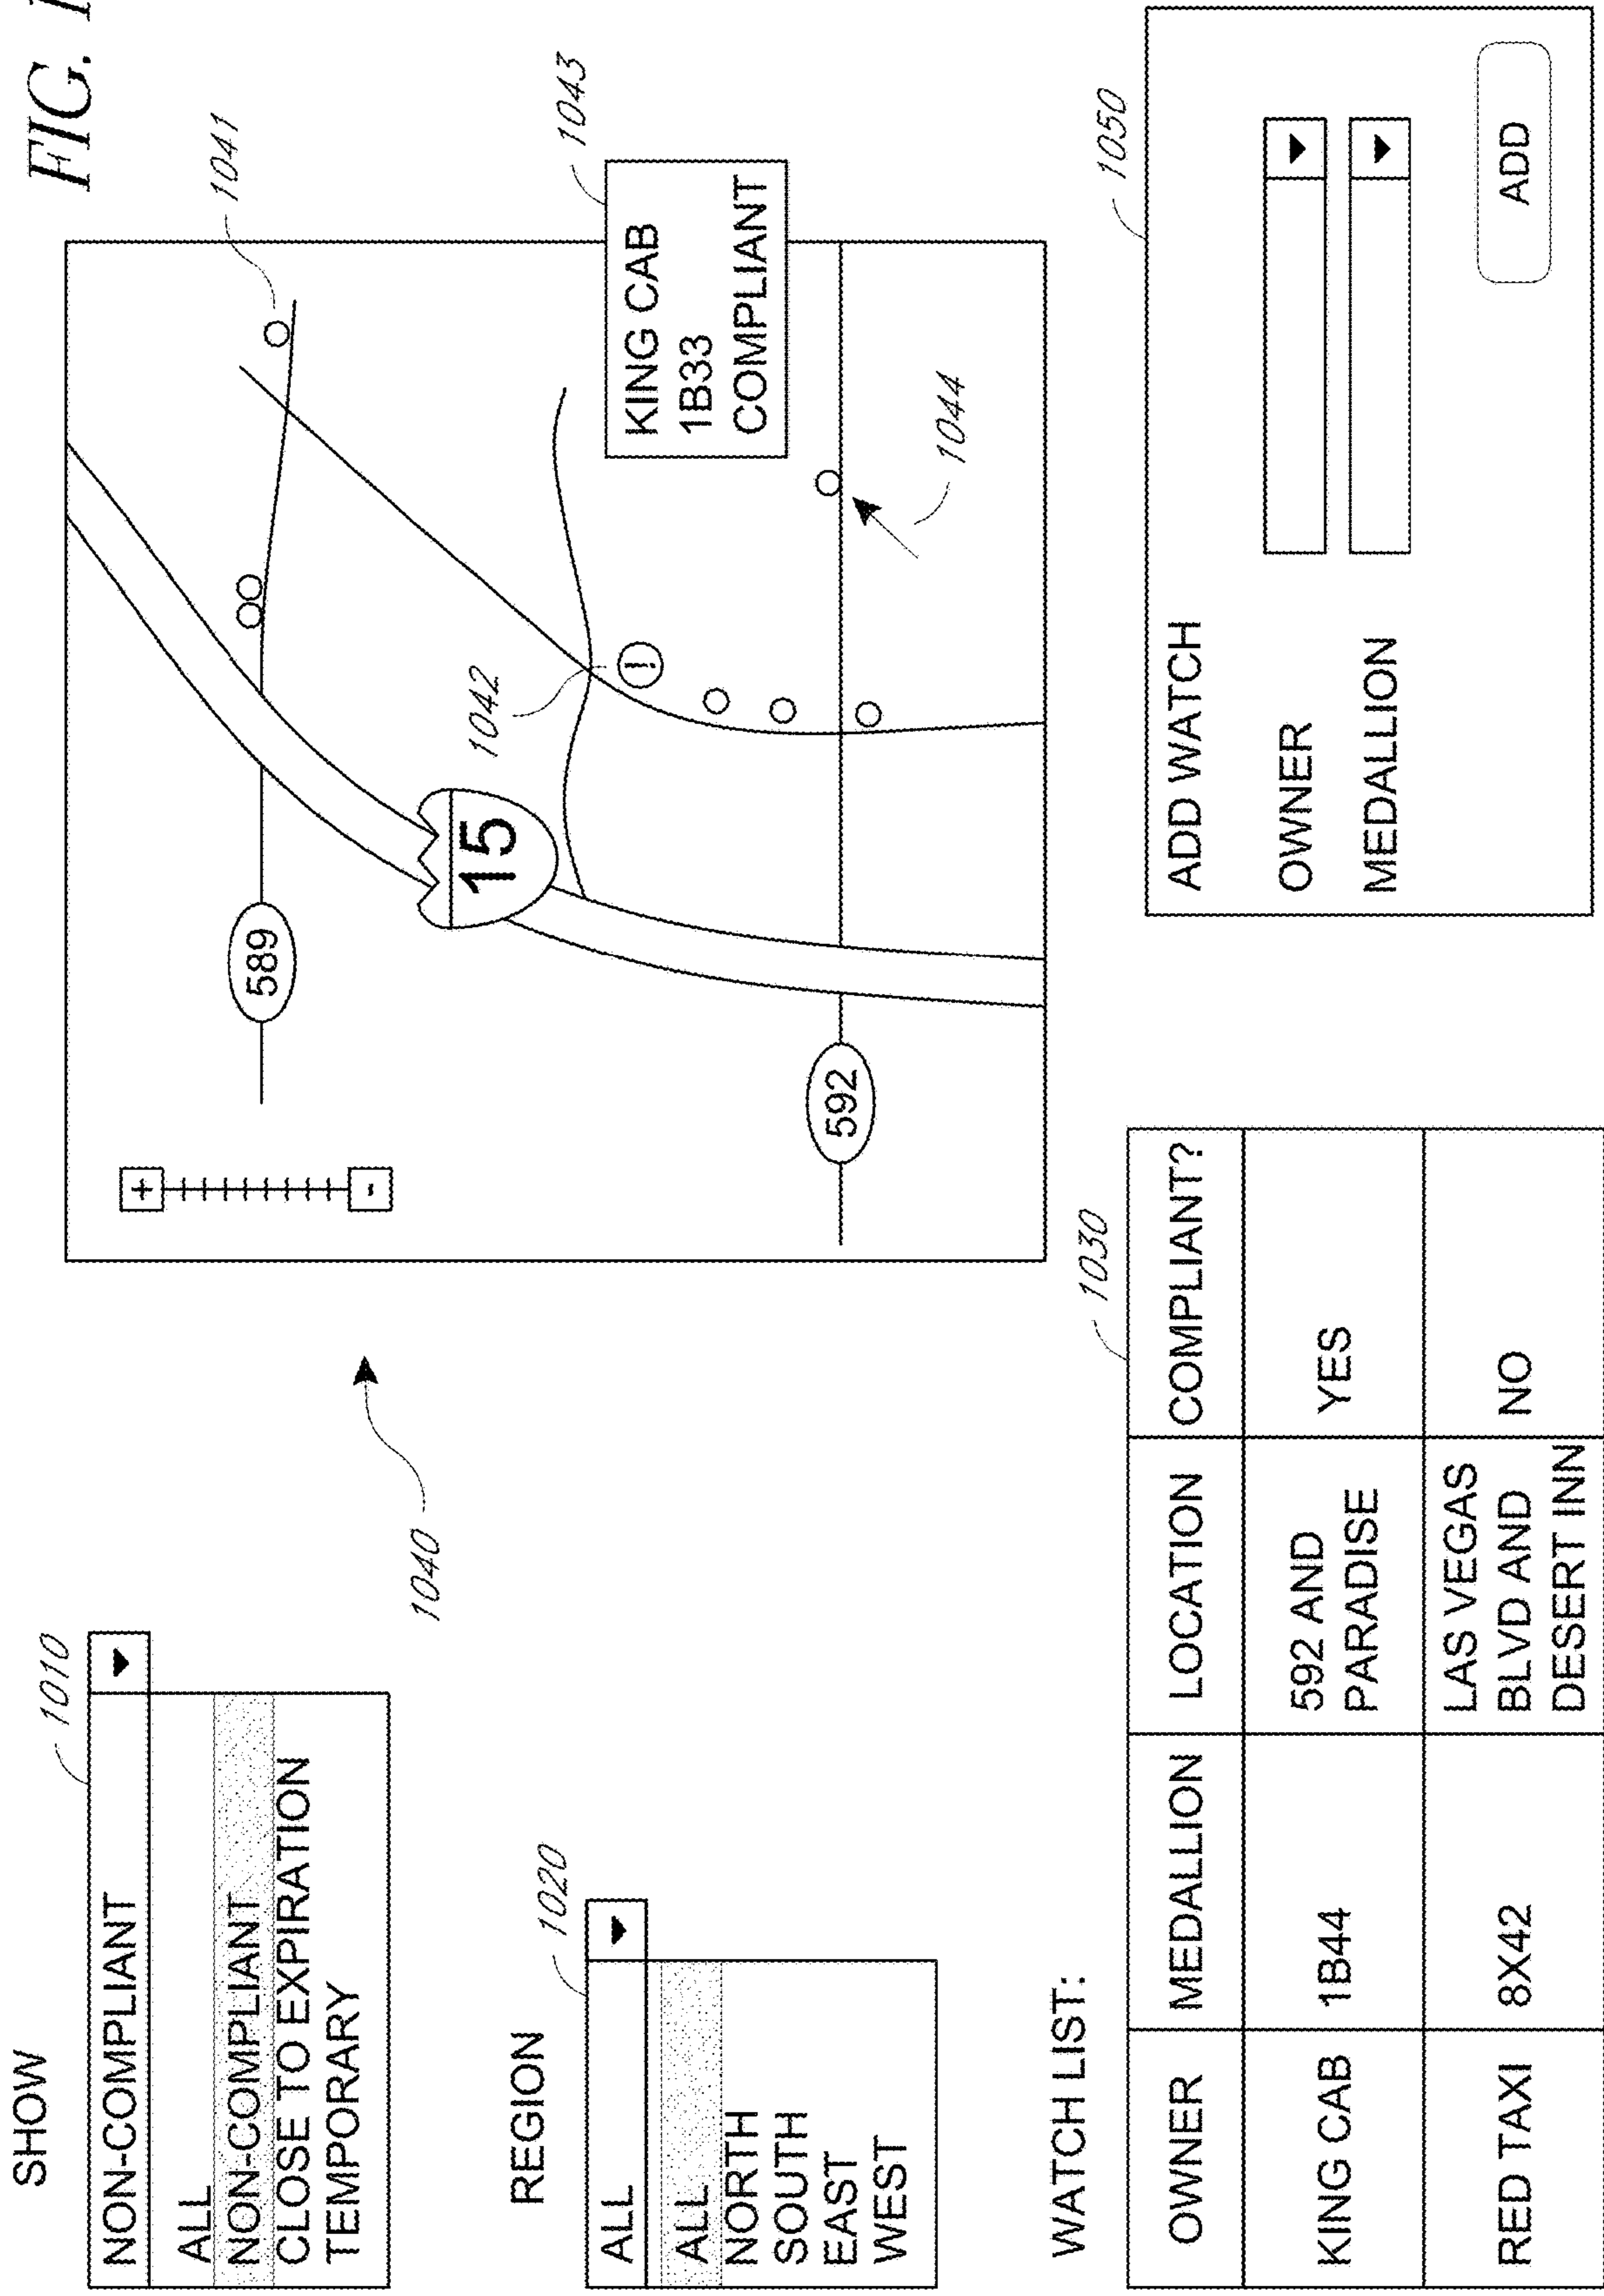 FIG.
SHOW
1010
NON-COMPLIANT
ALL
NON-COMPLIANT
CLOSE TO EXPIRATION
TEMPORARY
REGION
1020
ALL
ALL
NORTH
SOUTH
EAST
WEST
1040
+
-
589
15
592
1041
1042
!
1043
KING CAB
1B33
COMPLIANT
1044
WATCH LIST:
1030
OWNER MEDALLION LOCATION COMPLIANT?
KING CAB 1B44 592 AND PARADISE YES
RED TAXI 8X42 LAS VEGAS BLVD AND DESERT INN NO
1050
ADD WATCH
OWNER
MEDALLION
ADD